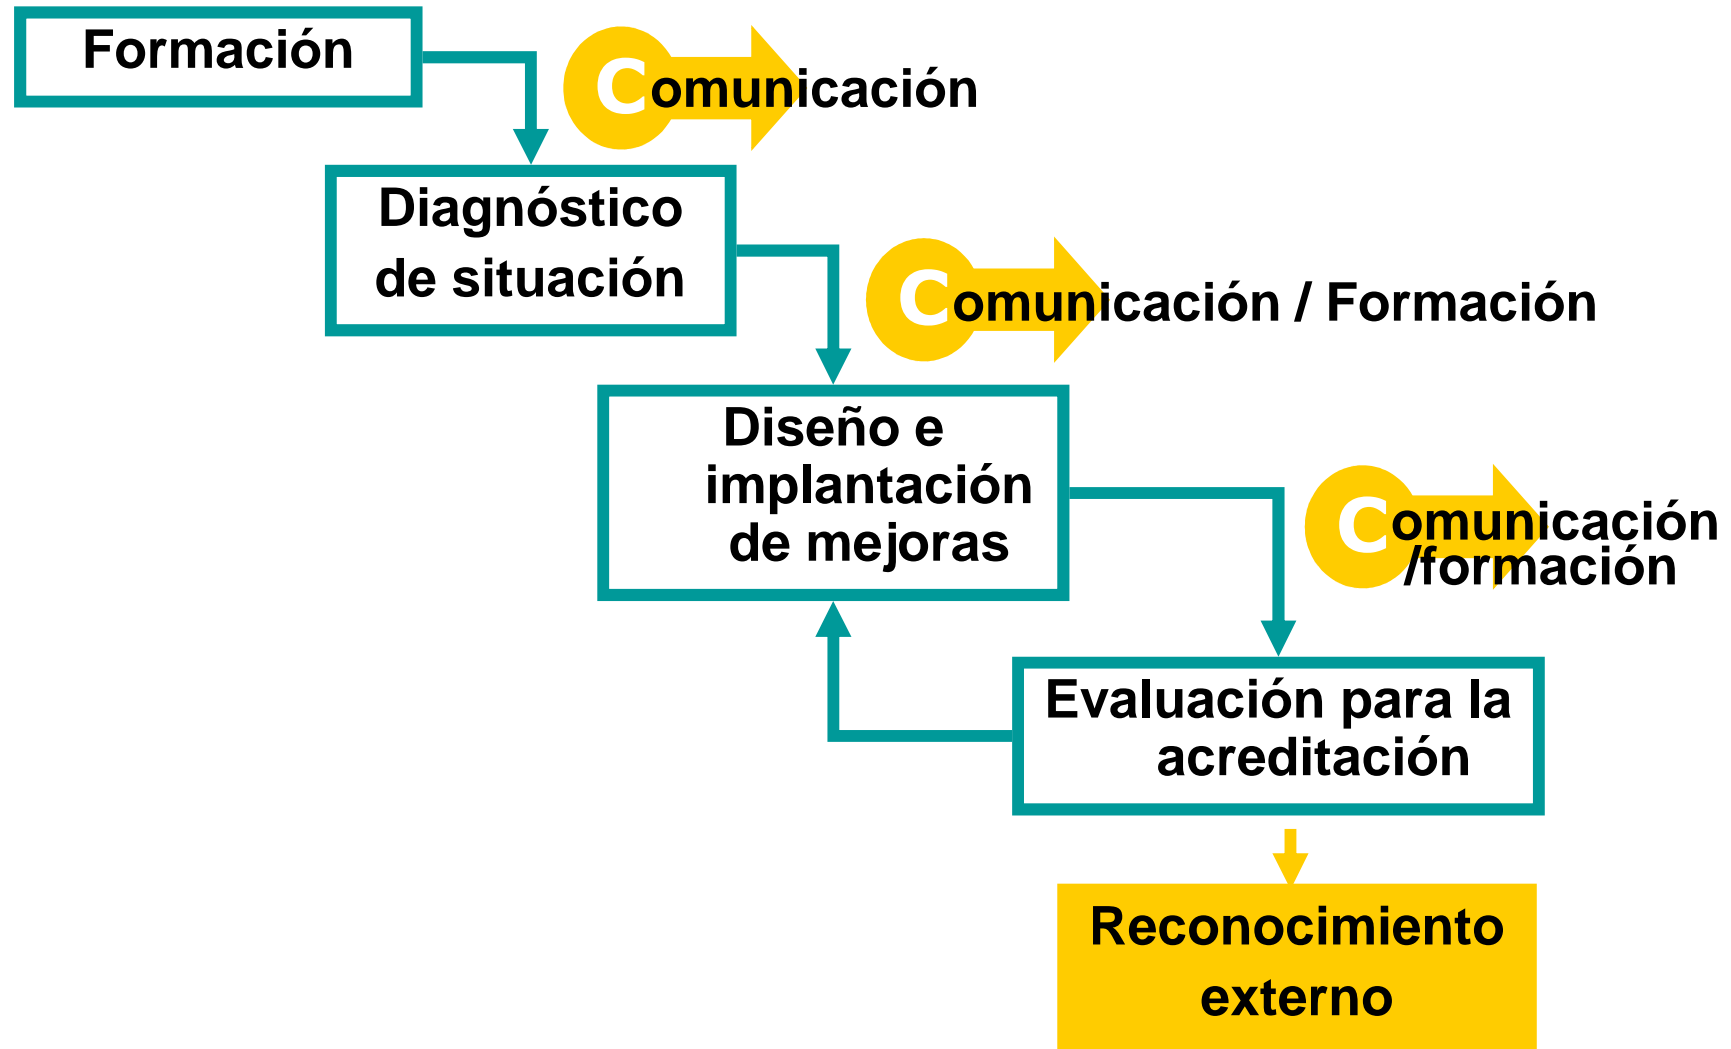 Formación
Comunicación
Diagnóstico
de situación
Comunicación / Formación
Diseño e
implantación
de mejoras
Comunicación
/formación
Evaluación para la
acreditación
Reconocimiento
externo